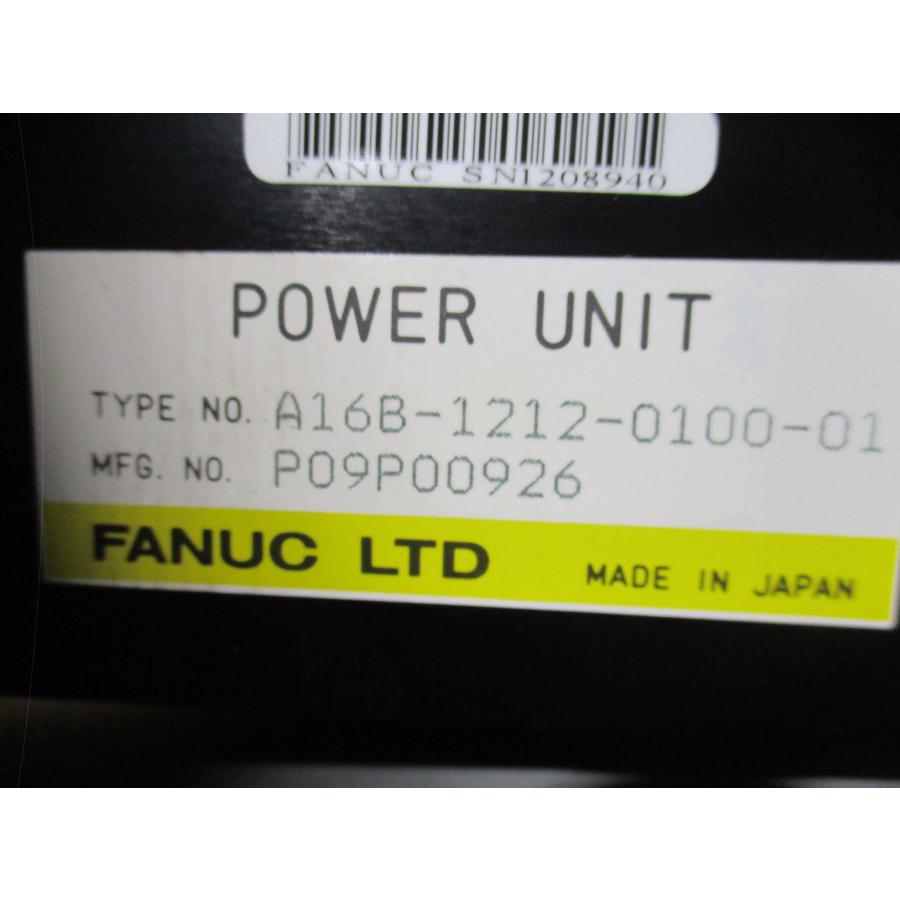 FANUC SN1208940
POWER UNIT
TYPE NO. A16B-1212-0100-01
MFG. NO. P09P00926
FANUC LTD MADE IN JAPAN